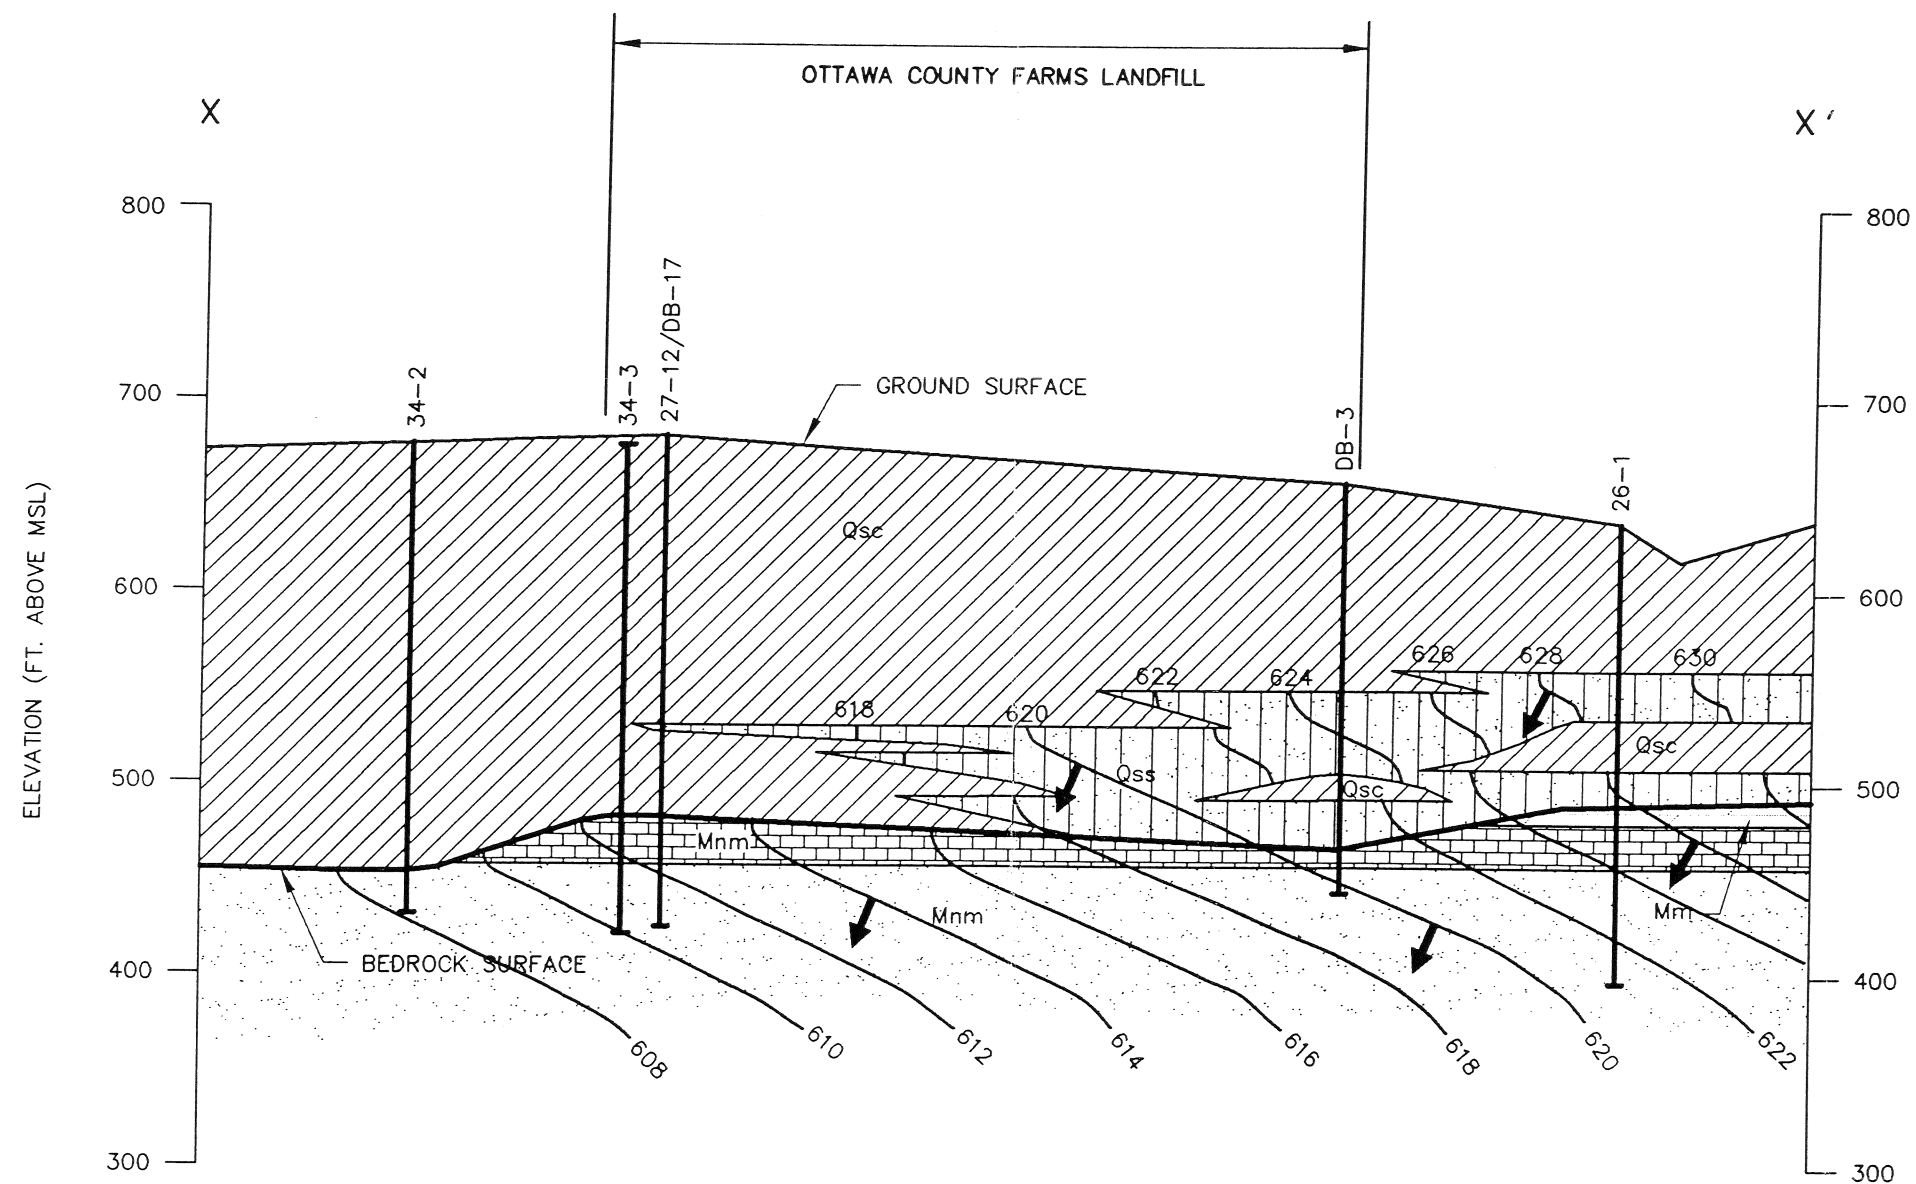 OTTAWA COUNTY FARMS LANDFILL
X
X'
800
800
27-12/DB-17
34-2
34-3
700
GROUND SURFACE
700
DB-3
26-1
ELEVATION (FT. ABOVE MSL)
Qsc
600
600
626
628
630
622
624
618
620
Qsc
500
Qss
Qsc
500
Mnm
Mnm
Mm
BEDROCK SURFACE
400
400
608
610
612
614
616
618
620
622
300
300